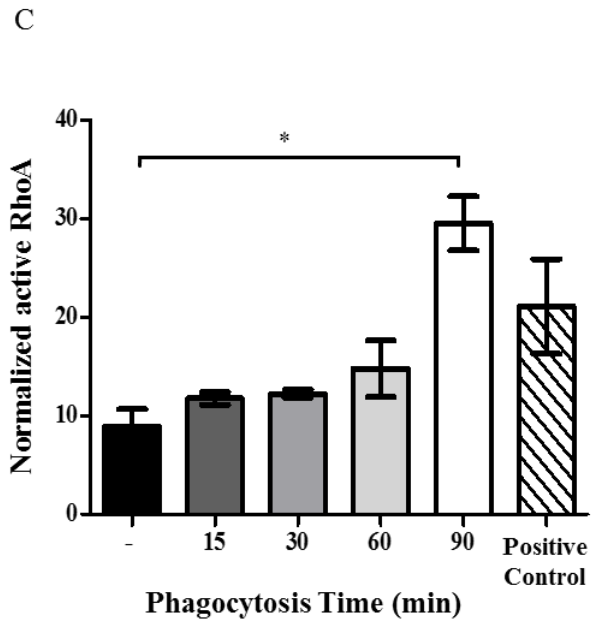 C
Normalized active RhoA
40
30
20
10
0
*
- 15 30 60 90 Positive
Control
Phagocytosis Time (min)